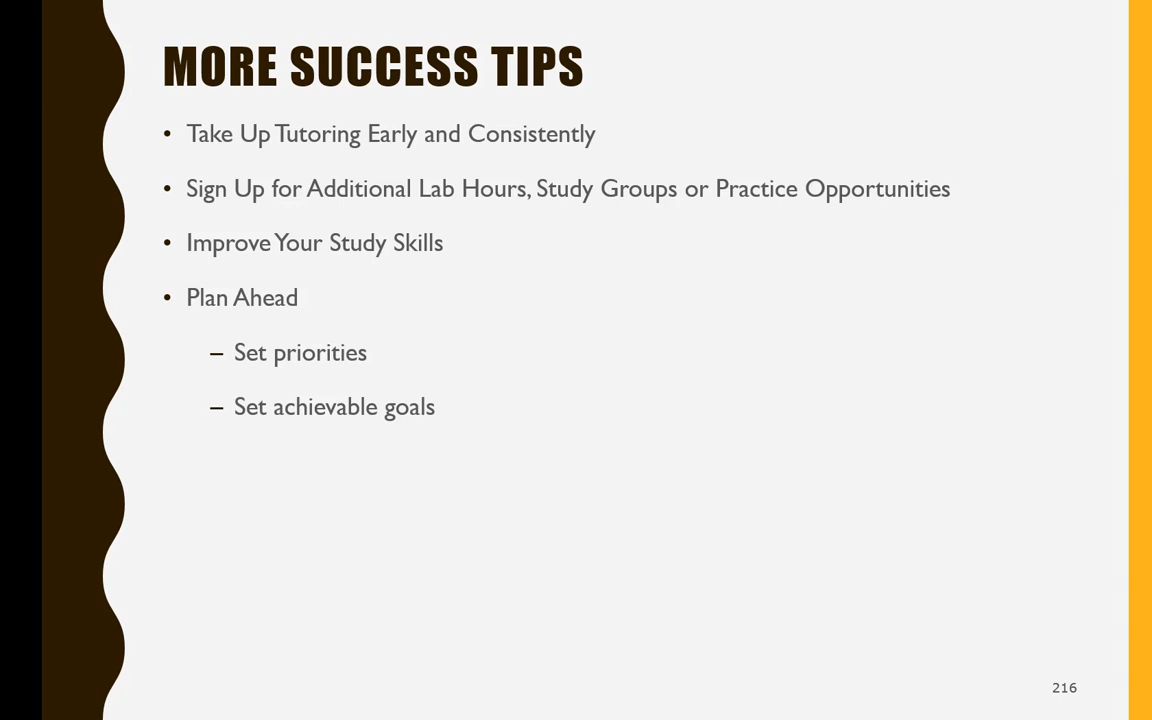 MORE SUCCESS TIPS
• Take Up Tutoring Early and Consistently
• Sign Up for Additional Lab Hours, Study Groups or Practice Opportunities
• Improve Your Study Skills
• Plan Ahead
– Set priorities
– Set achievable goals
216